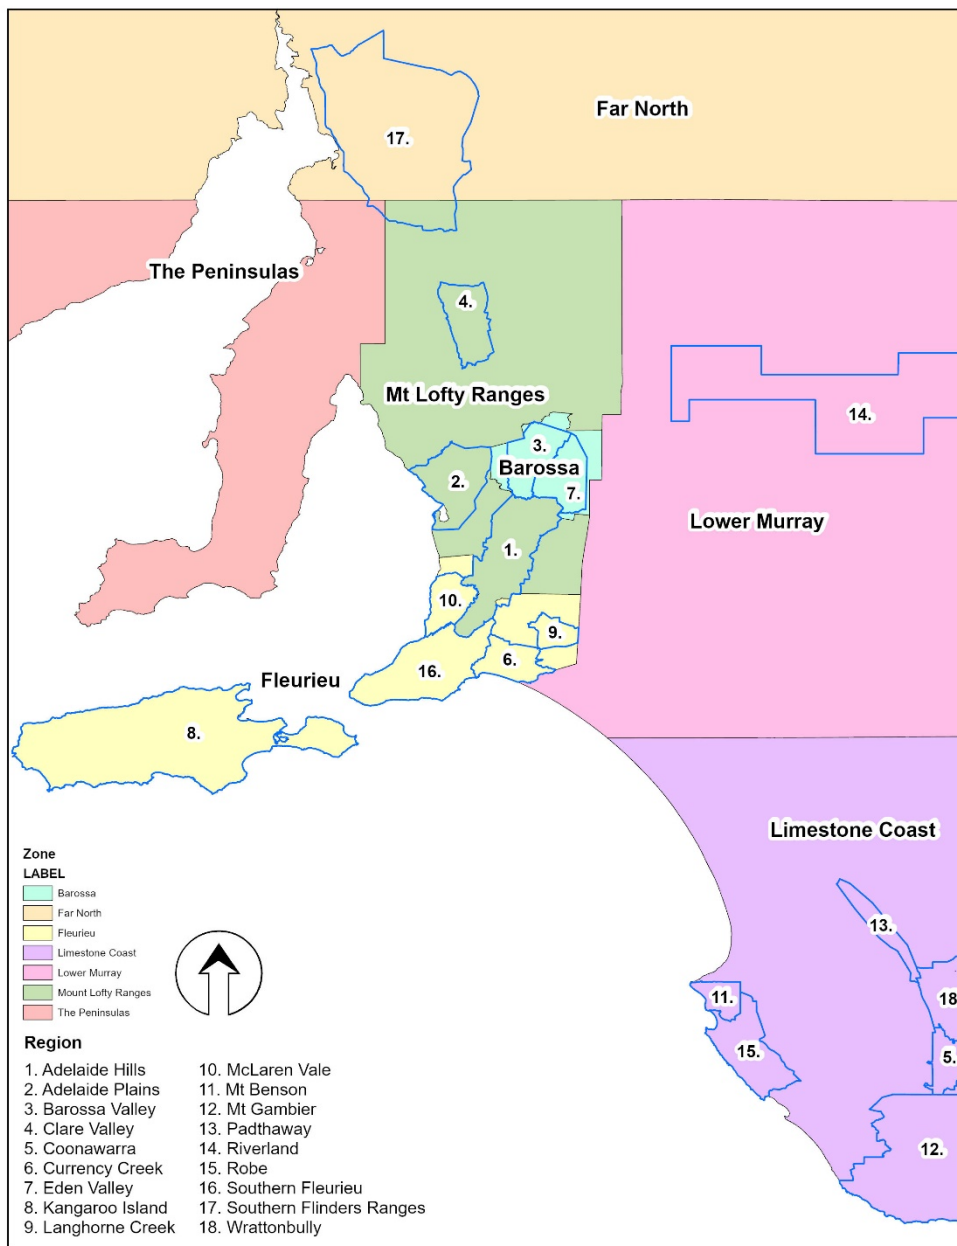 Far North
17.
The Peninsulas
4.
Mt Lofty Ranges
14.
3.
Barossa
2.
7.
Lower Murray
1.
10.
9.
6.
16.
Fleurieu
8.
Limestone Coast
13.
11.
18
15.
5.
12.
Zone
LABEL
Barossa
Far North
Fleurieu
Limestone Coast
Lower Murray
Mount Lofty Ranges
The Peninsulas
Region
1. Adelaide Hills
2. Adelaide Plains
3. Barossa Valley
4. Clare Valley
5. Coonawarra
6. Currency Creek
7. Eden Valley
8. Kangaroo Island
9. Langhorne Creek
10. McLaren Vale
11. Mt Benson
12. Mt Gambier
13. Padthaway
14. Riverland
15. Robe
16. Southern Fleurieu
17. Southern Flinders Ranges
18. Wrattonbully